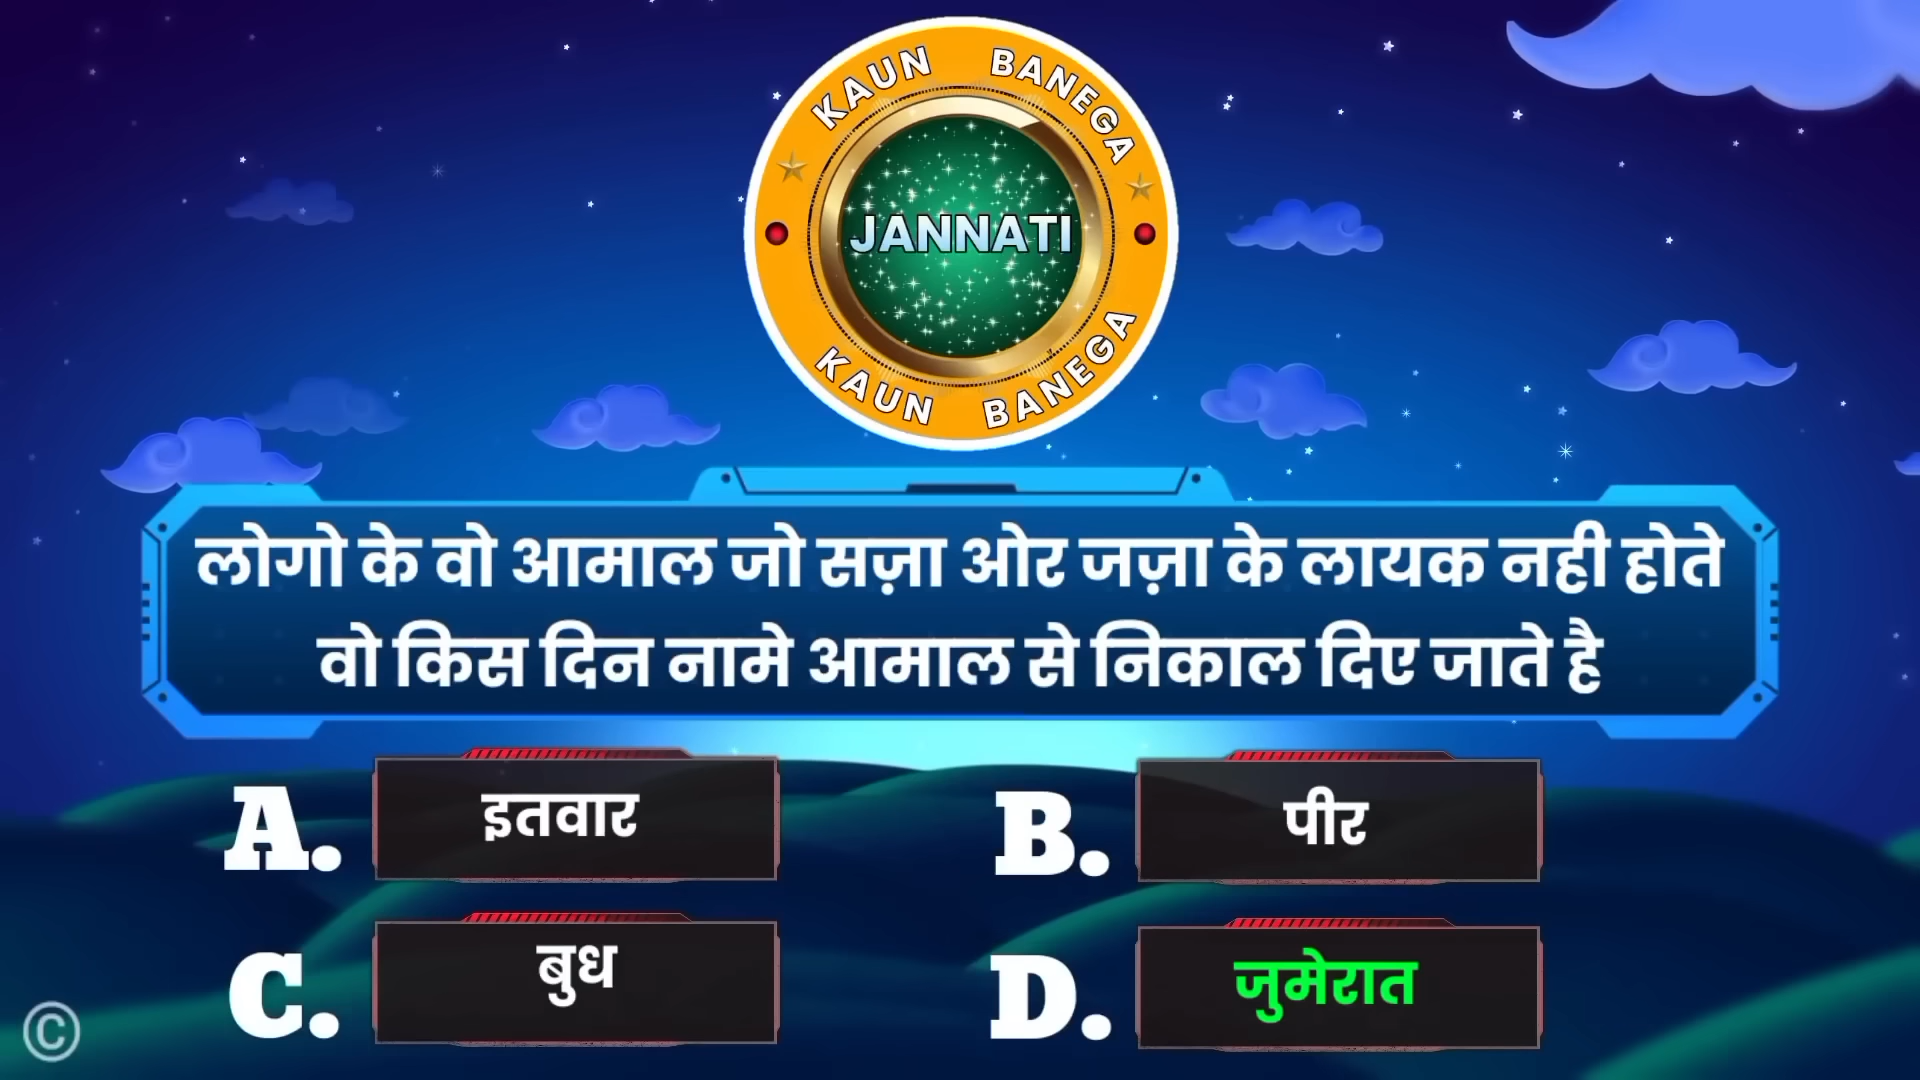 KAUN BANEGA
JANNATI
KAUN BANEGA
लोगो के वो आमाल जो सज़ा ओर जज़ा के लायक नही होते
वो किस दिन नामे आमाल से निकाल दिए जाते है
A. इतवार
B. पीर
C. बुध
D. जुमेरात
©